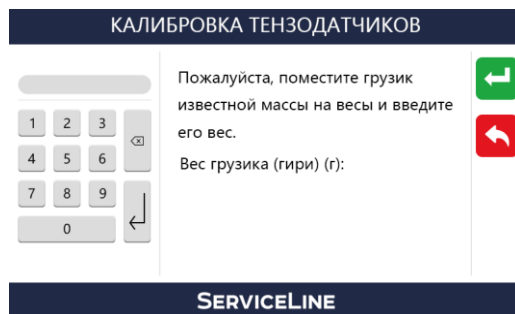 КАЛИБРОВКА ТЕНЗОДАТЧИКОВ
Пожалуйста, поместите грузик
известной массы на весы и введите
его вес.
Вес грузика (гири) (г):
1 2 3
4 5 6
7 8 9
0
SERVICELINE